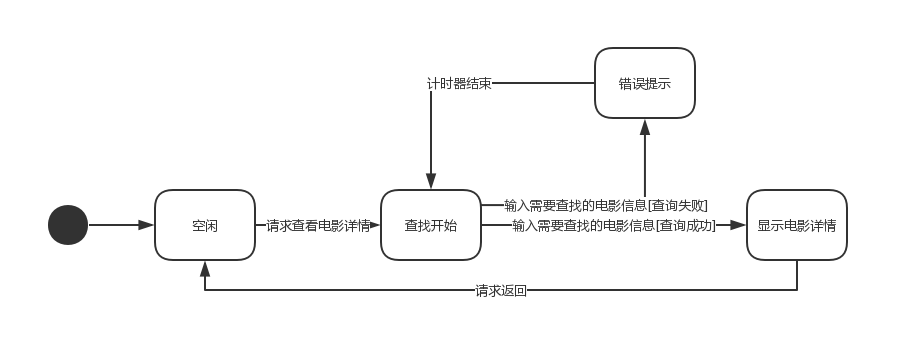 计时器结束
错误提示
空闲
请求查看电影详情
查找开始
输入需要查找的电影信息[查询失败]
输入需要查找的电影信息[查询成功]
显示电影详情
请求返回